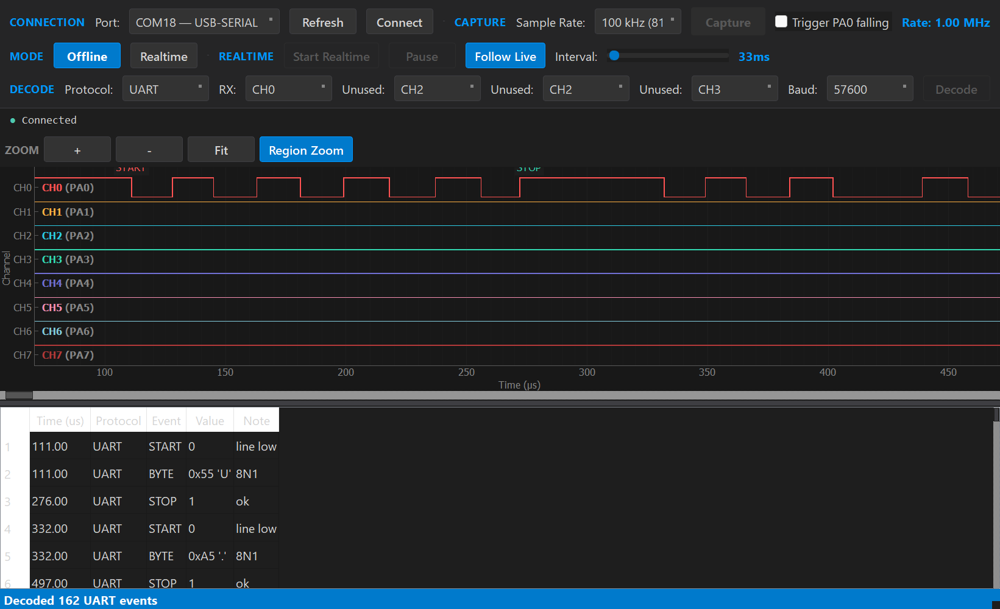 CONNECTION Port: COM18 — USB-SERIAL Refresh Connect CAPTURE Sample Rate: 100 kHz (81 Capture Trigger PA0 falling Rate: 1.00 MHz
MODE Offline Realtime REALTIME Start Realtime Pause Follow Live Interval: 33ms
DECODE Protocol: UART RX: CH0 Unused: CH2 Unused: CH2 Unused: CH3 Baud: 57600 Decode
Connected
ZOOM + - Fit Region Zoom
START STOP
CH0 CH0 (PA0)
CH1 CH1 (PA1)
CH2 CH2 (PA2)
CH3 CH3 (PA3)
CH4 CH4 (PA4)
CH5 CH5 (PA5)
CH6 CH6 (PA6)
CH7 CH7 (PA7)
Channel
100 150 200 250 300 350 400 450
Time (µs)
Time (us) Protocol Event Value Note
1 111.00 UART START 0 line low
2 111.00 UART BYTE 0x55 'U' 8N1
3 276.00 UART STOP 1 ok
4 332.00 UART START 0 line low
5 332.00 UART BYTE 0xA5 '.' 8N1
6 497.00 UART STOP 1 ok
Decoded 162 UART events